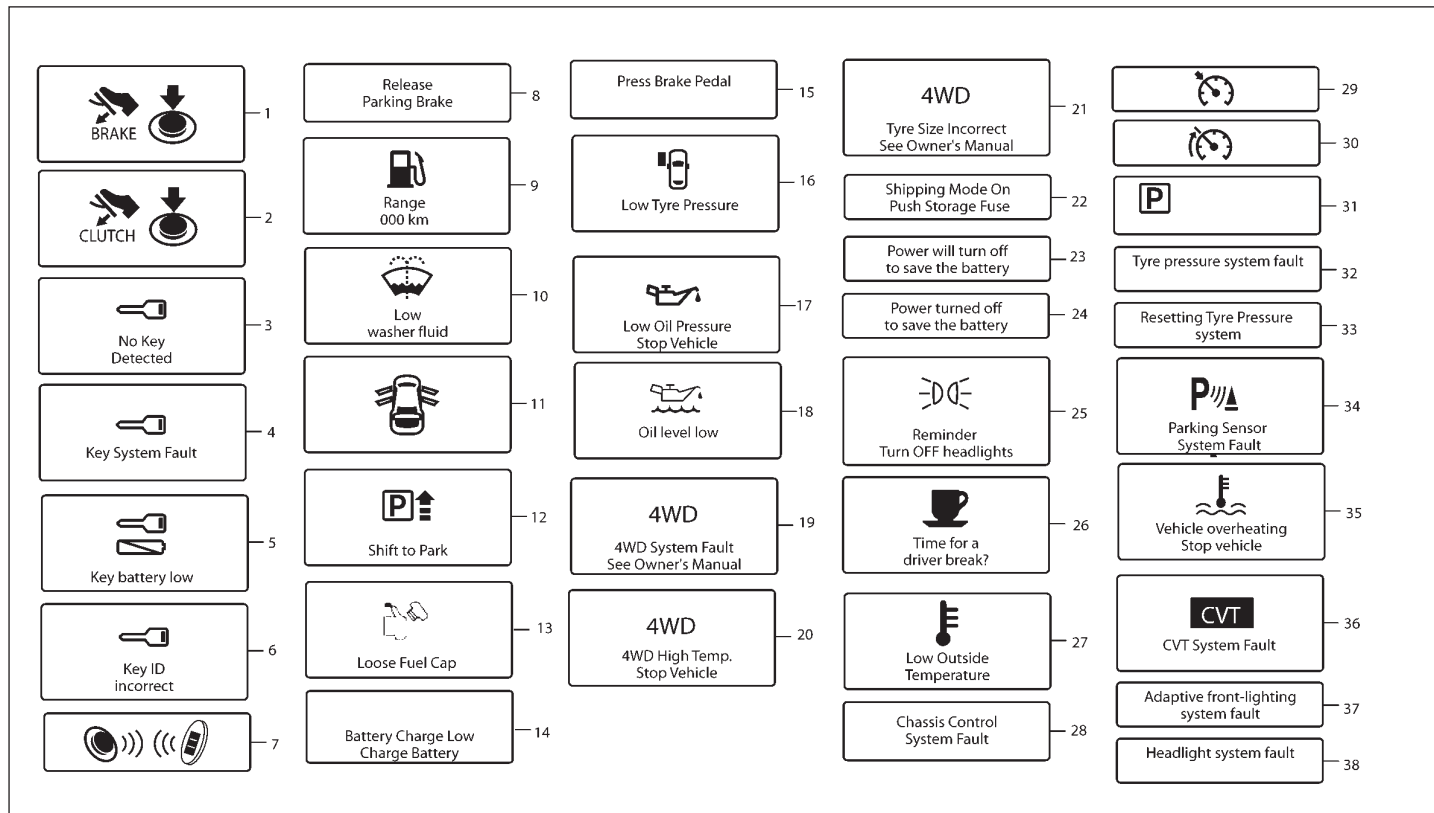 BRAKE
1
CLUTCH
2
No Key
Detected
3
Key System Fault
4
Key battery low
5
Key ID
incorrect
6
7
Release
Parking Brake
8
Range
000 km
9
Low
washer fluid
10
11
P
Shift to Park
12
Loose Fuel Cap
13
Battery Charge Low
Charge Battery
14
Press Brake Pedal
15
Low Tyre Pressure
16
Low Oil Pressure
Stop Vehicle
17
Oil level low
18
4WD
4WD System Fault
See Owner's Manual
19
4WD
4WD High Temp.
Stop Vehicle
20
4WD
Tyre Size Incorrect
See Owner's Manual
21
Shipping Mode On
Push Storage Fuse
22
Power will turn off
to save the battery
23
Power turned off
to save the battery
24
Reminder
Turn OFF headlights
25
Time for a
driver break?
26
Low Outside
Temperature
27
Chassis Control
System Fault
28
29
30
P
31
Tyre pressure system fault
32
Resetting Tyre Pressure
system
33
P
Parking Sensor
System Fault
34
Vehicle overheating
Stop vehicle
35
CVT
CVT System Fault
36
Adaptive front-lighting
system fault
37
Headlight system fault
38